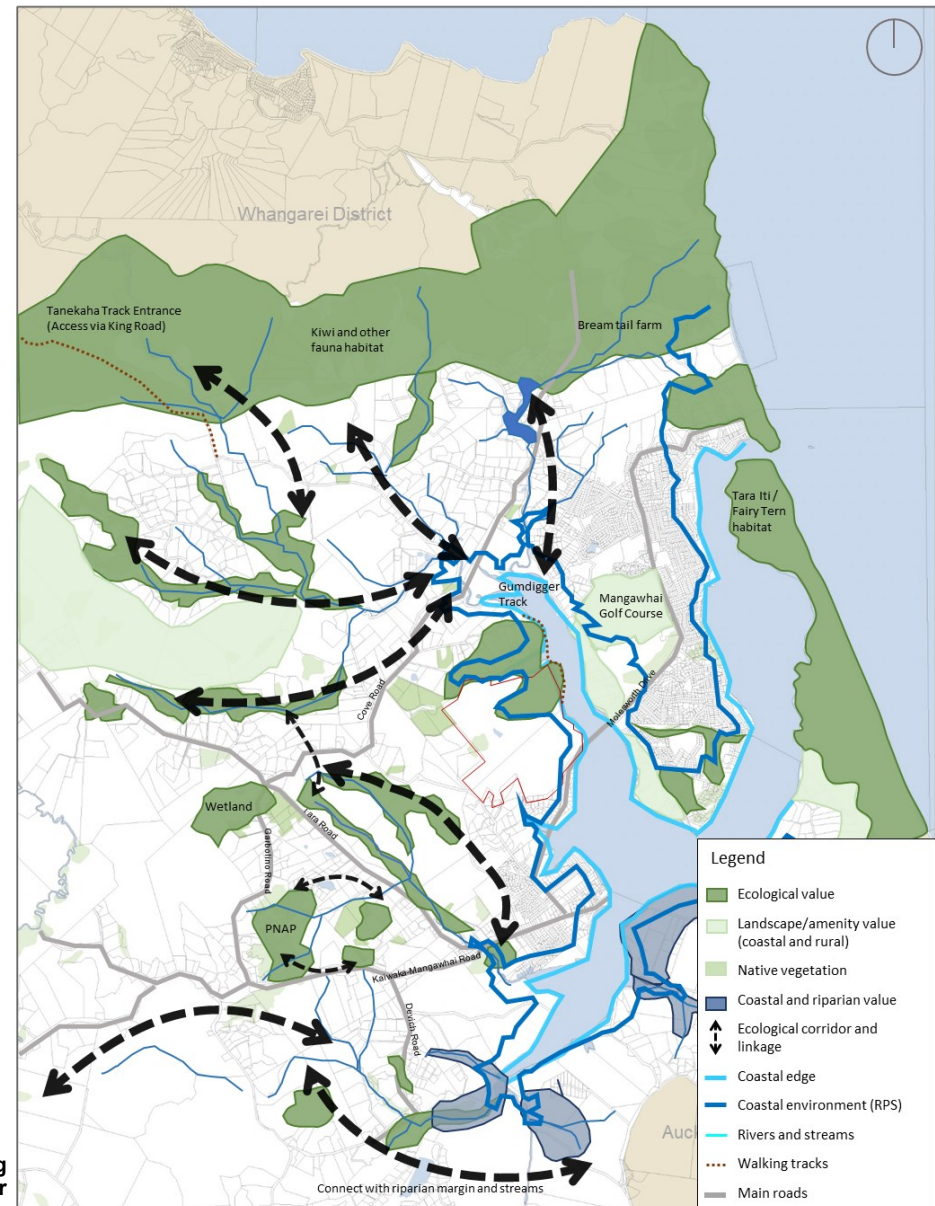 Whangarei District
Tanekaha Track Entrance
(Access via King Road)
Kiwi and other
fauna habitat
Bream tail farm
Tara Iti /
Fairy Tern
habitat
Gumdigger
Track
Mangawhai
Golf Course
Cove Road
Molesworth Drive
Wetland
Tara Road
Garbolino Road
PNAP
Kaiwaka-Mangawhai Road
Devich Road
Auc
Connect with riparian margin and streams
g
r
Legend
Ecological value
Landscape/amenity value
(coastal and rural)
Native vegetation
Coastal and riparian value
Ecological corridor and
linkage
Coastal edge
Coastal environment (RPS)
Rivers and streams
Walking tracks
Main roads